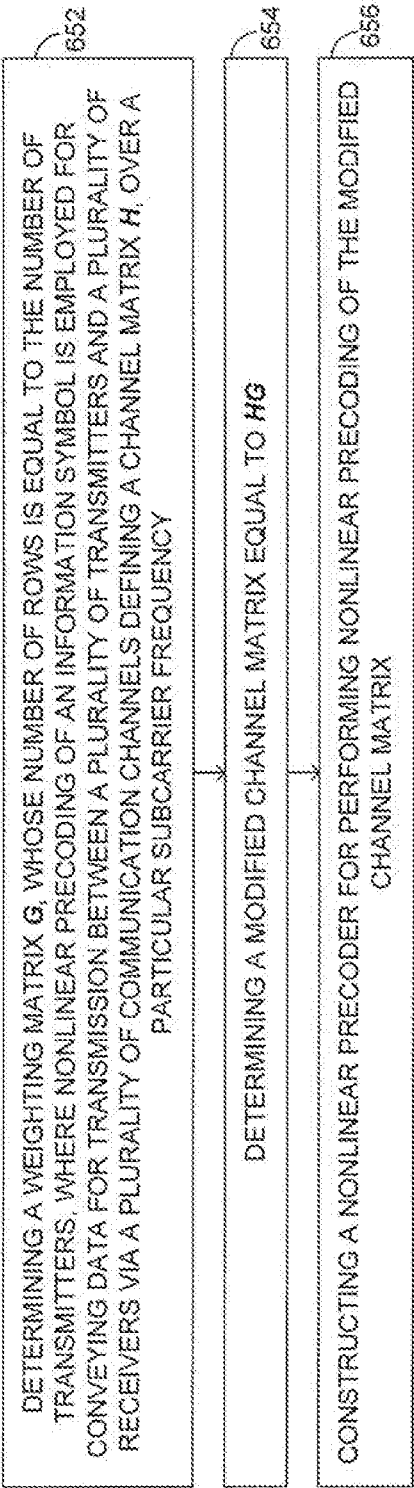 652
DETERMINING A WEIGHTING MATRIX G, WHOSE NUMBER OF ROWS IS EQUAL TO THE NUMBER OF
TRANSMITTERS, WHERE NONLINEAR PRECODING OF AN INFORMATION SYMBOL IS EMPLOYED FOR
CONVEYING DATA FOR TRANSMISSION BETWEEN A PLURALITY OF TRANSMITTERS AND A PLURALITY OF
RECEIVERS VIA A PLURALITY OF COMMUNICATION CHANNELS DEFINING A CHANNEL MATRIX H, OVER A
PARTICULAR SUBCARRIER FREQUENCY
654
DETERMINING A MODIFIED CHANNEL MATRIX EQUAL TO HG
656
CONSTRUCTING A NONLINEAR PRECODER FOR PERFORMING NONLINEAR PRECODING OF THE MODIFIED
CHANNEL MATRIX